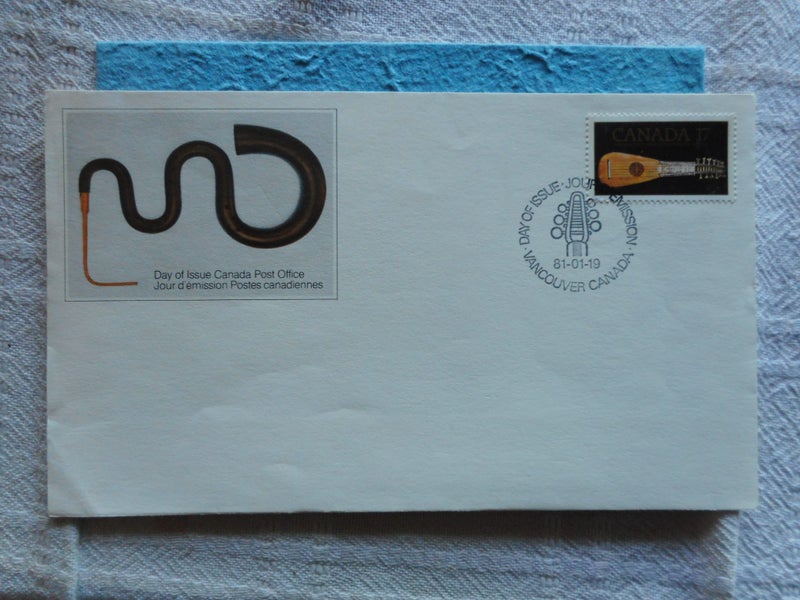 Day of Issue Canada Post Office
Jour d'émission Postes canadiennes
CANADA 17
DAY OF ISSUE · JOUR D'ÉMISSION ·
81-01-19
VANCOUVER CANADA